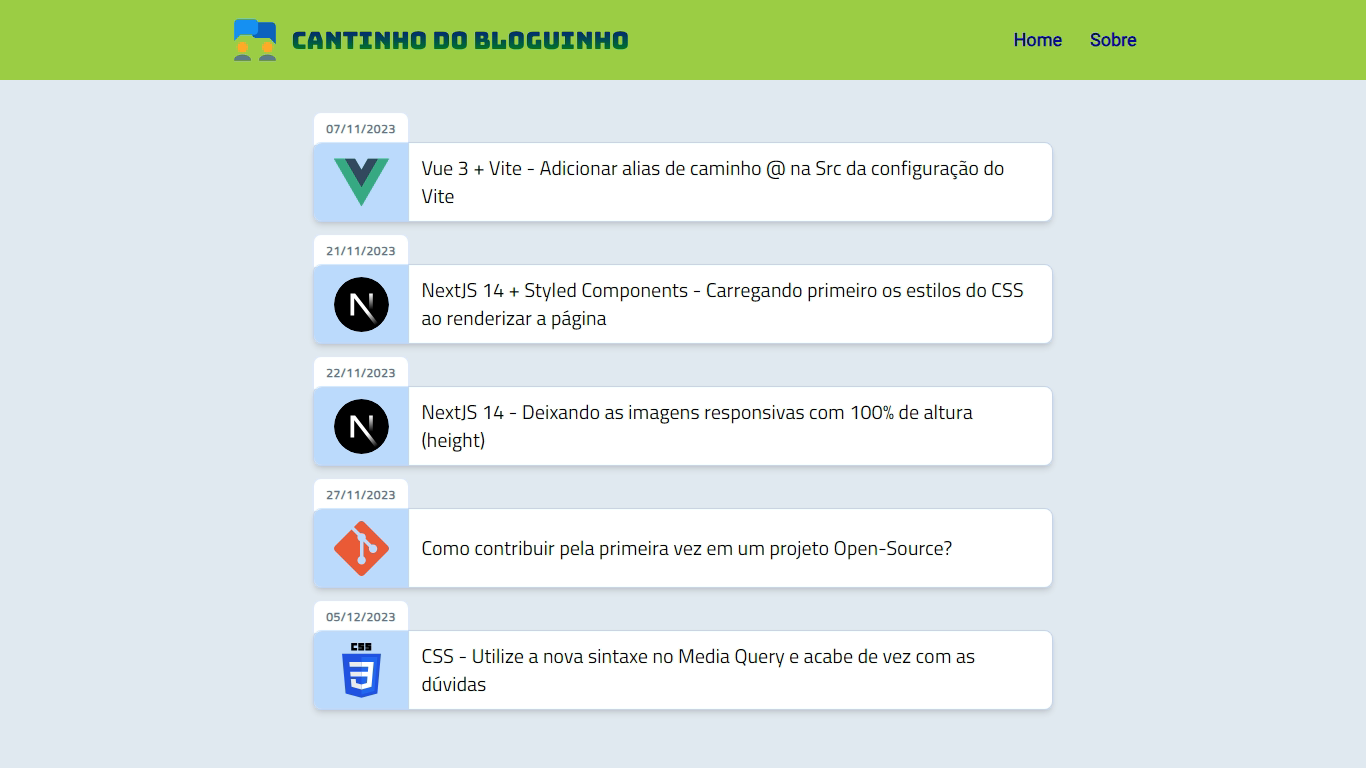 CANTINHO DO BLOGUINHO
Home
Sobre
07/11/2023
Vue 3 + Vite - Adicionar alias de caminho @ na Src da configuração do
Vite
21/11/2023
N
NextJS 14 + Styled Components - Carregando primeiro os estilos do CSS
ao renderizar a página
22/11/2023
N
NextJS 14 - Deixando as imagens responsivas com 100% de altura
(height)
27/11/2023
Como contribuir pela primeira vez em um projeto Open-Source?
05/12/2023
CSS
3
CSS - Utilize a nova sintaxe no Media Query e acabe de vez com as
dúvidas